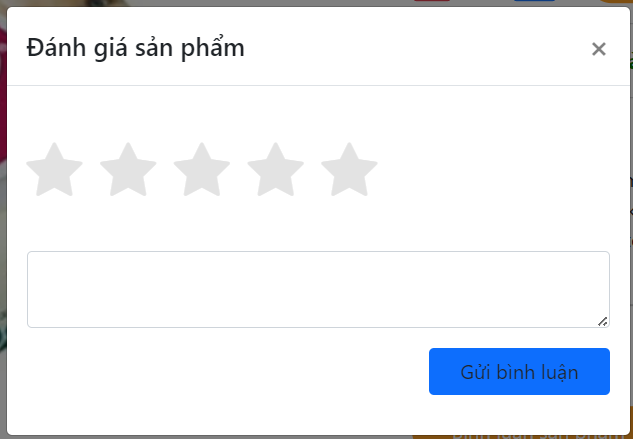 Đánh giá sản phẩm
×
Gửi bình luận